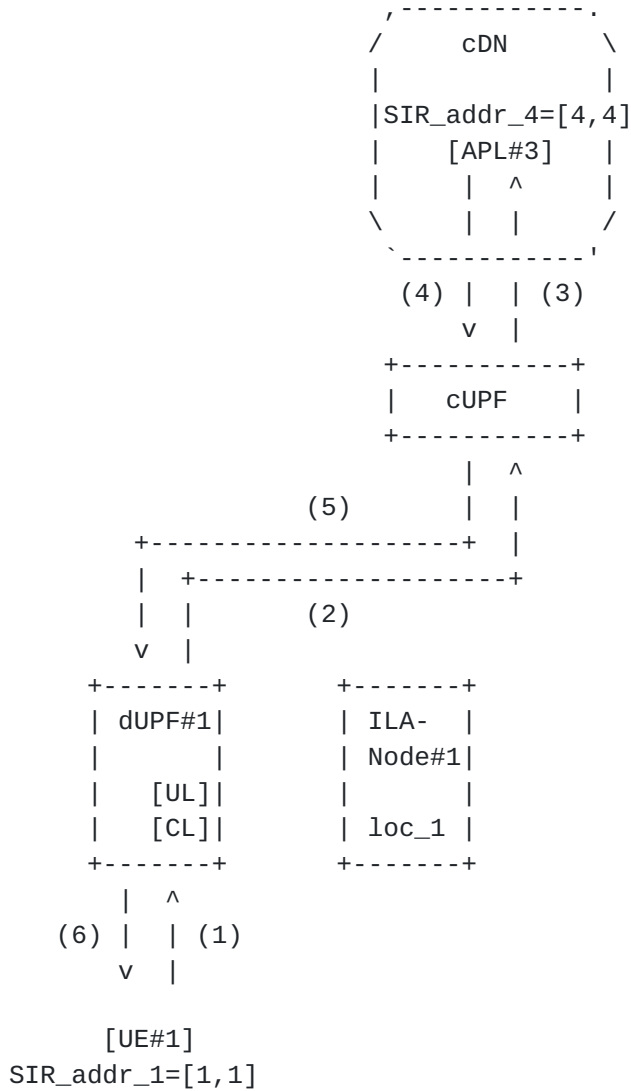 ,------------.
                       /     cDN      \
                       |              |
                       |SIR_addr_4=[4,4]
                       |    [APL#3]   |
                       |     |  ^     |
                       \     |  |     /
                        `------------'
                         (4) |  | (3)
                             v  |
                        +-----------+
                        |   cUPF    |
                        +-----------+
                             |  ^
                   (5)       |  |
        +--------------------+  |
        |  +--------------------+
        |  |       (2)
        v  |
     +-------+       +-------+
     | dUPF#1|       | ILA-  |
     |       |       | Node#1|
     |   [UL]|       |       |
     |   [CL]|       | loc_1 |
     +-------+       +-------+
       |  ^
   (6) |  | (1)
       v  |

      [UE#1]
SIR_addr_1=[1,1]